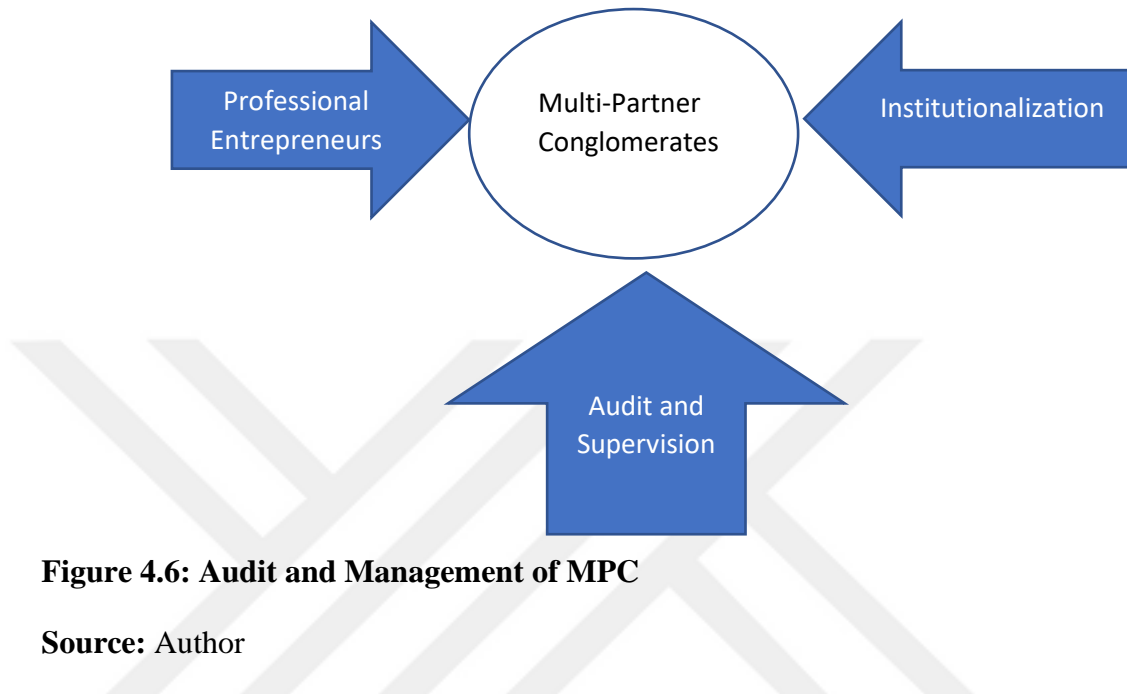 Professional
Entrepreneurs
Multi-Partner
Conglomerates
Institutionalization
Audit and
Supervision
Figure 4.6: Audit and Management of MPC
Source: Author